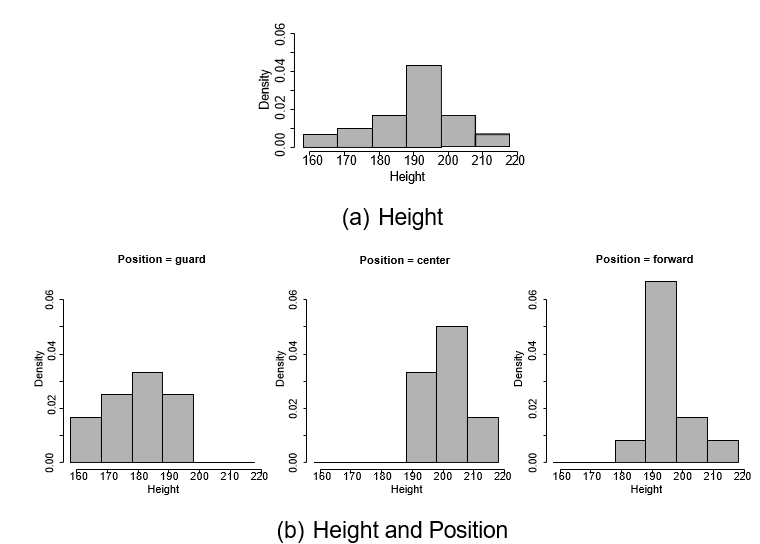 0.00 0.02 0.04 0.06
Density
160 170 180 190 200 210 220
Height
(a) Height
Position = guard
0.00 0.02 0.04 0.06
Density
160 170 180 190 200 210 220
Height
Position = center
0.00 0.02 0.04 0.06
Density
160 170 180 190 200 210 220
Height
Position = forward
0.00 0.02 0.04 0.06
Density
160 170 180 190 200 210 220
Height
(b) Height and Position